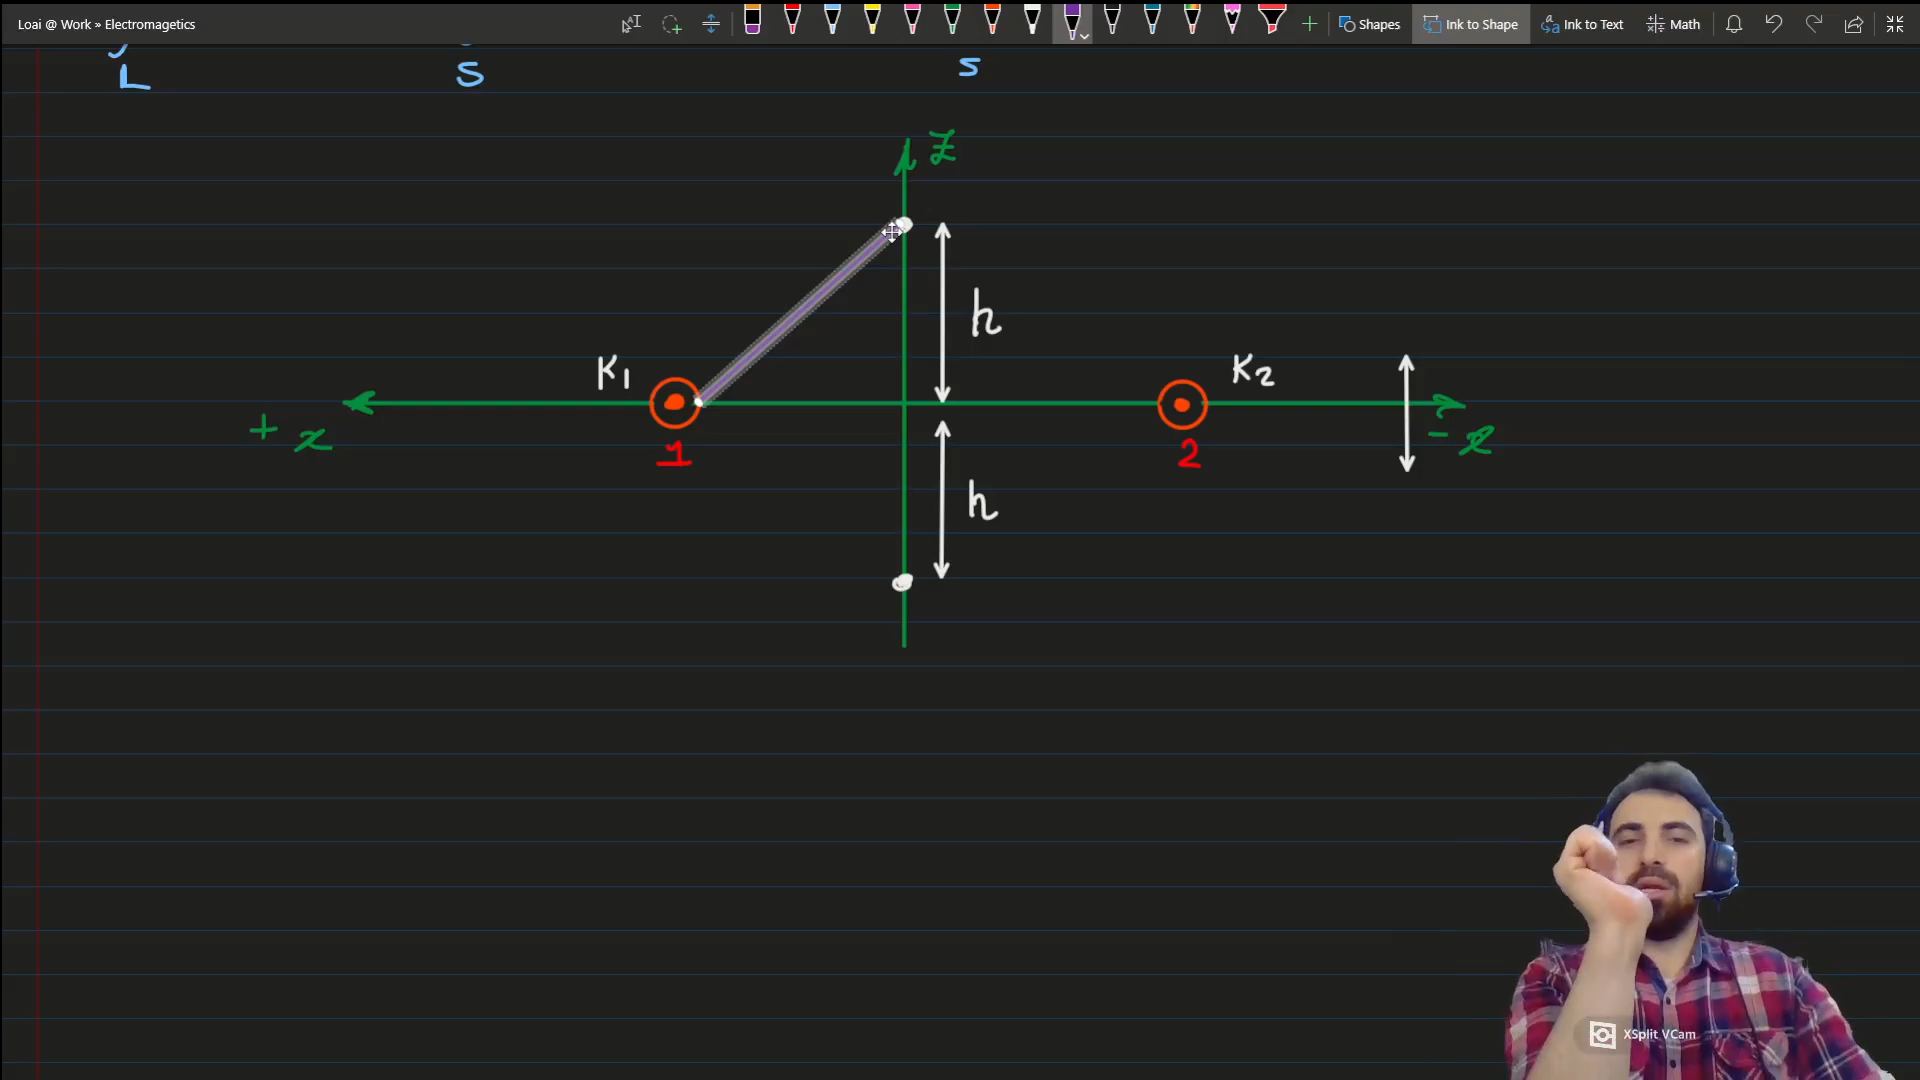 Loai @ Work » Electromagetics
Shapes Ink to Shape Ink to Text Math
L S s
Z
h
K1 K2
+ x - x
1 2
h
XSplit VCam